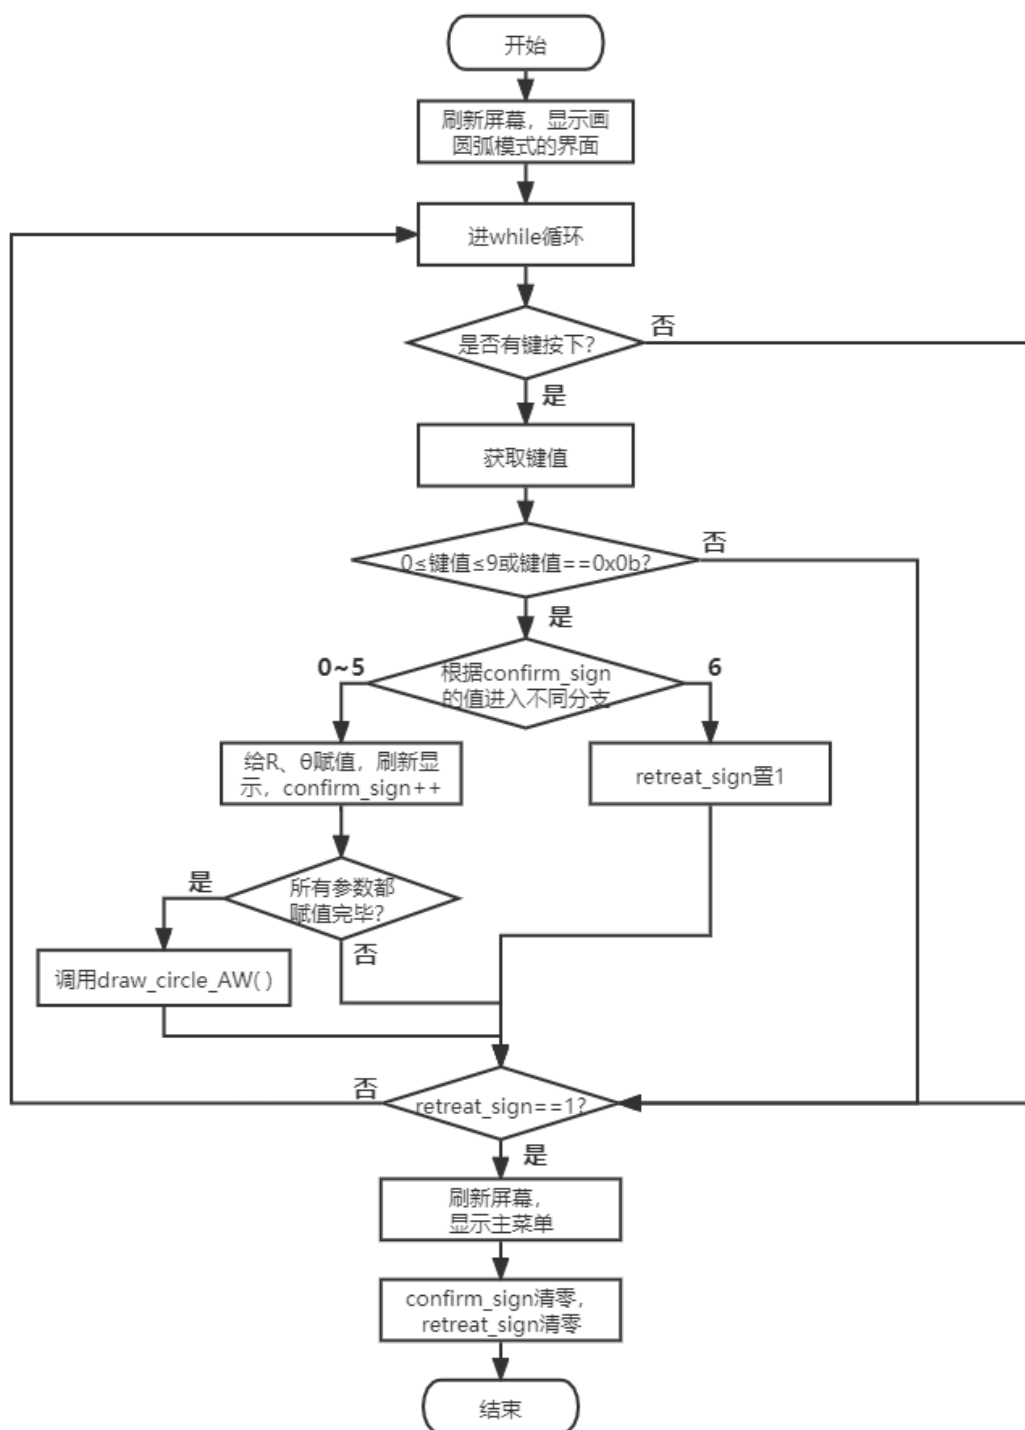 开始
刷新屏幕，显示画
圆弧模式的界面
进while循环
是否有键按下？
否
是
获取键值
0≤键值≤9或键值==0x0b？
否
是
根据confirm_sign
的值进入不同分支
0~5
6
给R、θ赋值，刷新显
示，confirm_sign++
retreat_sign置1
所有参数都
赋值完毕？
是
否
调用draw_circle_AW( )
retreat_sign==1？
否
是
刷新屏幕，
显示主菜单
confirm_sign清零，
retreat_sign清零
结束